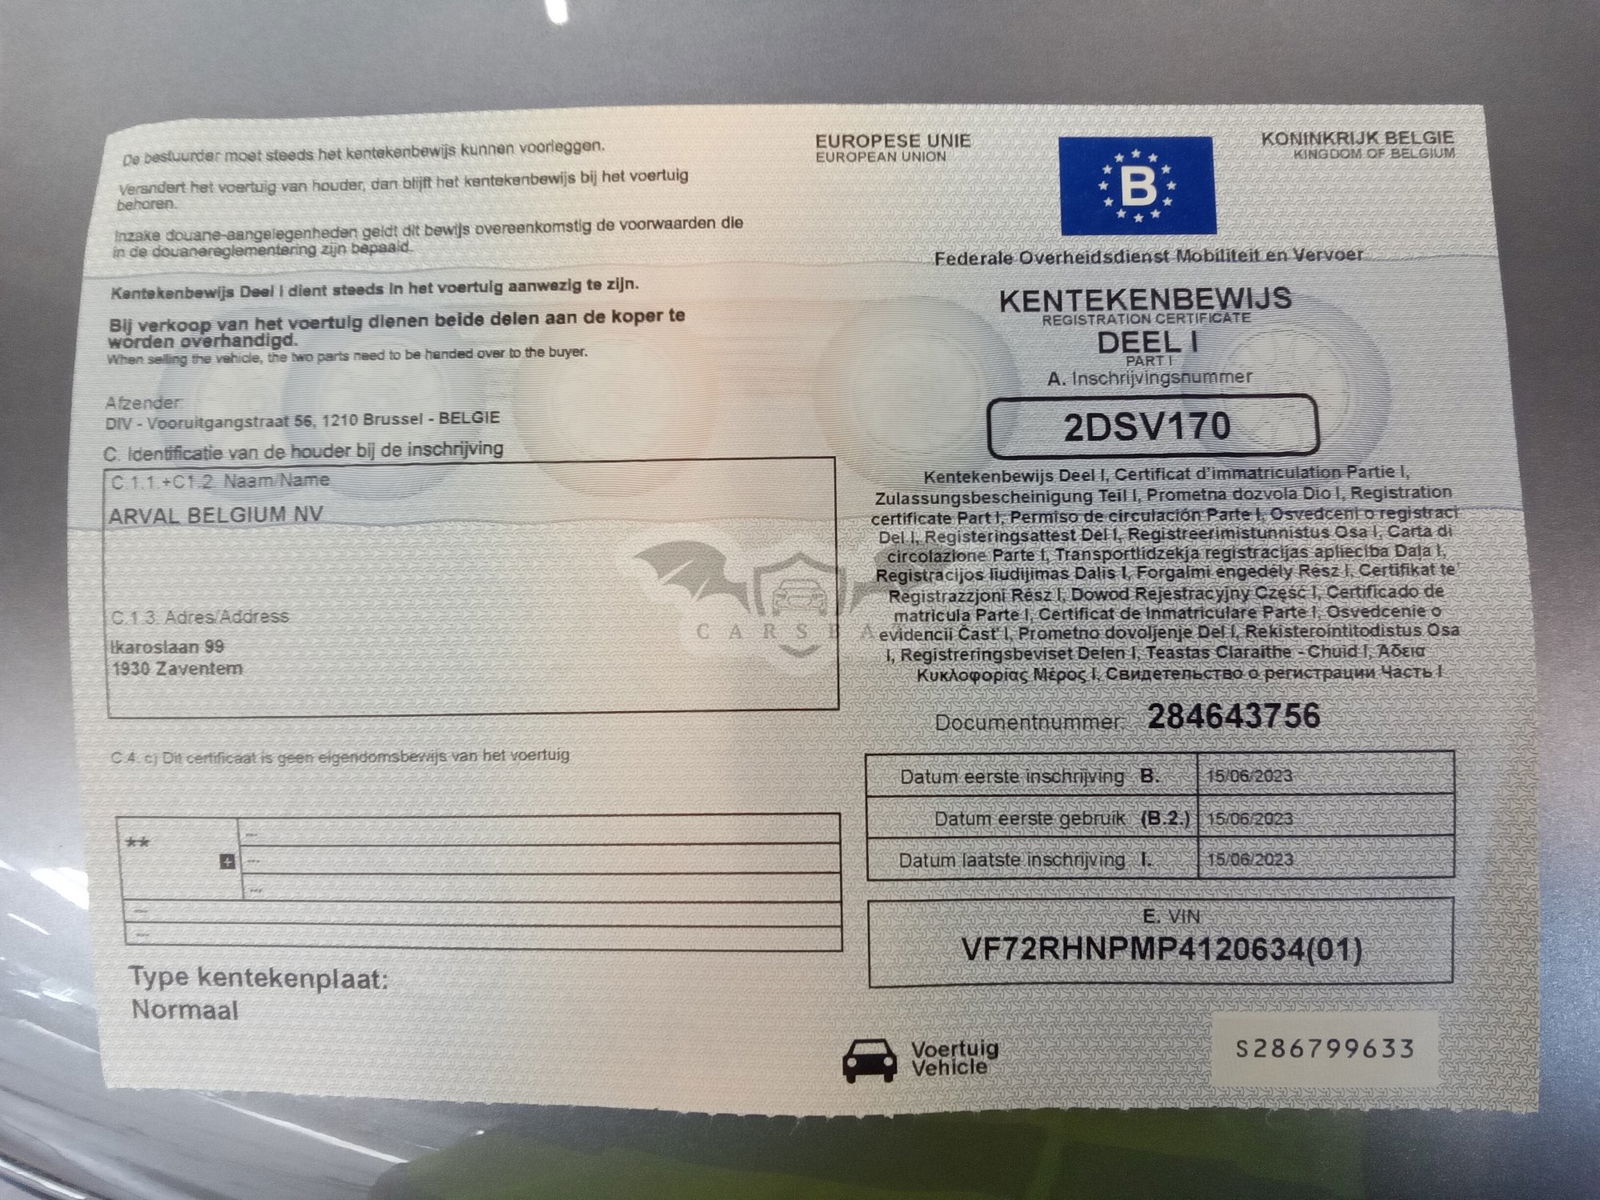 De bestuurder moet steeds het kentekenbewijs kunnen voorleggen.
Verandert het voertuig van houder, dan blijft het kentekenbewijs bij het voertuig
behoren.
Inzake douane-aangelegenheden geldt dit bewijs overeenkomstig de voorwaarden die
in de douanereglementering zijn bepaald.
Kentekenbewijs Deel I dient steeds in het voertuig aanwezig te zijn.
Bij verkoop van het voertuig dienen beide delen aan de koper te
worden overhandigd.
When selling the vehicle, the two parts need to be handed over to the buyer.
Afzender
DIV - Vooruitgangstraat 56, 1210 Brussel - BELGIE
C. Identificatie van de houder bij de inschrijving
C.1.1.+C1.2. Naam/Name
ARVAL BELGIUM NV
C.1.3. Adres/Address
Ikaroslaan 99
1930 Zaventem
C.4. c) Dit certificaat is geen eigendomsbewijs van het voertuig
**
+
---
---
---
---
---
Type kentekenplaat:
Normaal
EUROPESE UNIE
EUROPEAN UNION
B
KONINKRIJK BELGIE
KINGDOM OF BELGIUM
Federale Overheidsdienst Mobiliteit en Vervoer
KENTEKENBEWIJS
REGISTRATION CERTIFICATE
DEEL I
PART I
A. Inschrijvingsnummer
2DSV170
Kentekenbewijs Deel I, Certificat d'immatriculation Partie I,
Zulassungsbescheinigung Teil I, Prometna dozvola Dio I, Registration
certificate Part I, Permiso de circulación Parte I, Osvedceni o registraci
Del I, Registeringsattest Del I, Registreerimistunnistus Osa I, Carta di
circolazione Parte I, Transportlidzekja registracijas aplieciba Daļa I,
Registracijos liudijimas Dalis I, Forgalmi engedély Rész I, Certifikat ta'
Registrazzjoni Rész I, Dowod Rejestracyjny Część I, Certificado de
matricula Parte I, Certificat de Inmatriculare Parte I, Osvedcenie o
evidencii Čast' I, Prometno dovoljenje Del I, Rekisteröintitodistus Osa
I, Registreringsbeviset Delen I, Teastas Claraithe - Chuid I, Άδεια
Κυκλοφορίας Μέρος I, Свидетельство о регистрации Часть I
CARSBAT
Documentnummer: 284643756
Datum eerste inschrijving B. 15/06/2023
Datum eerste gebruik (B.2.) 15/06/2023
Datum laatste inschrijving I. 15/06/2023
E. VIN
VF72RHNPMP4120634(01)
Voertuig
Vehicle
S286799633